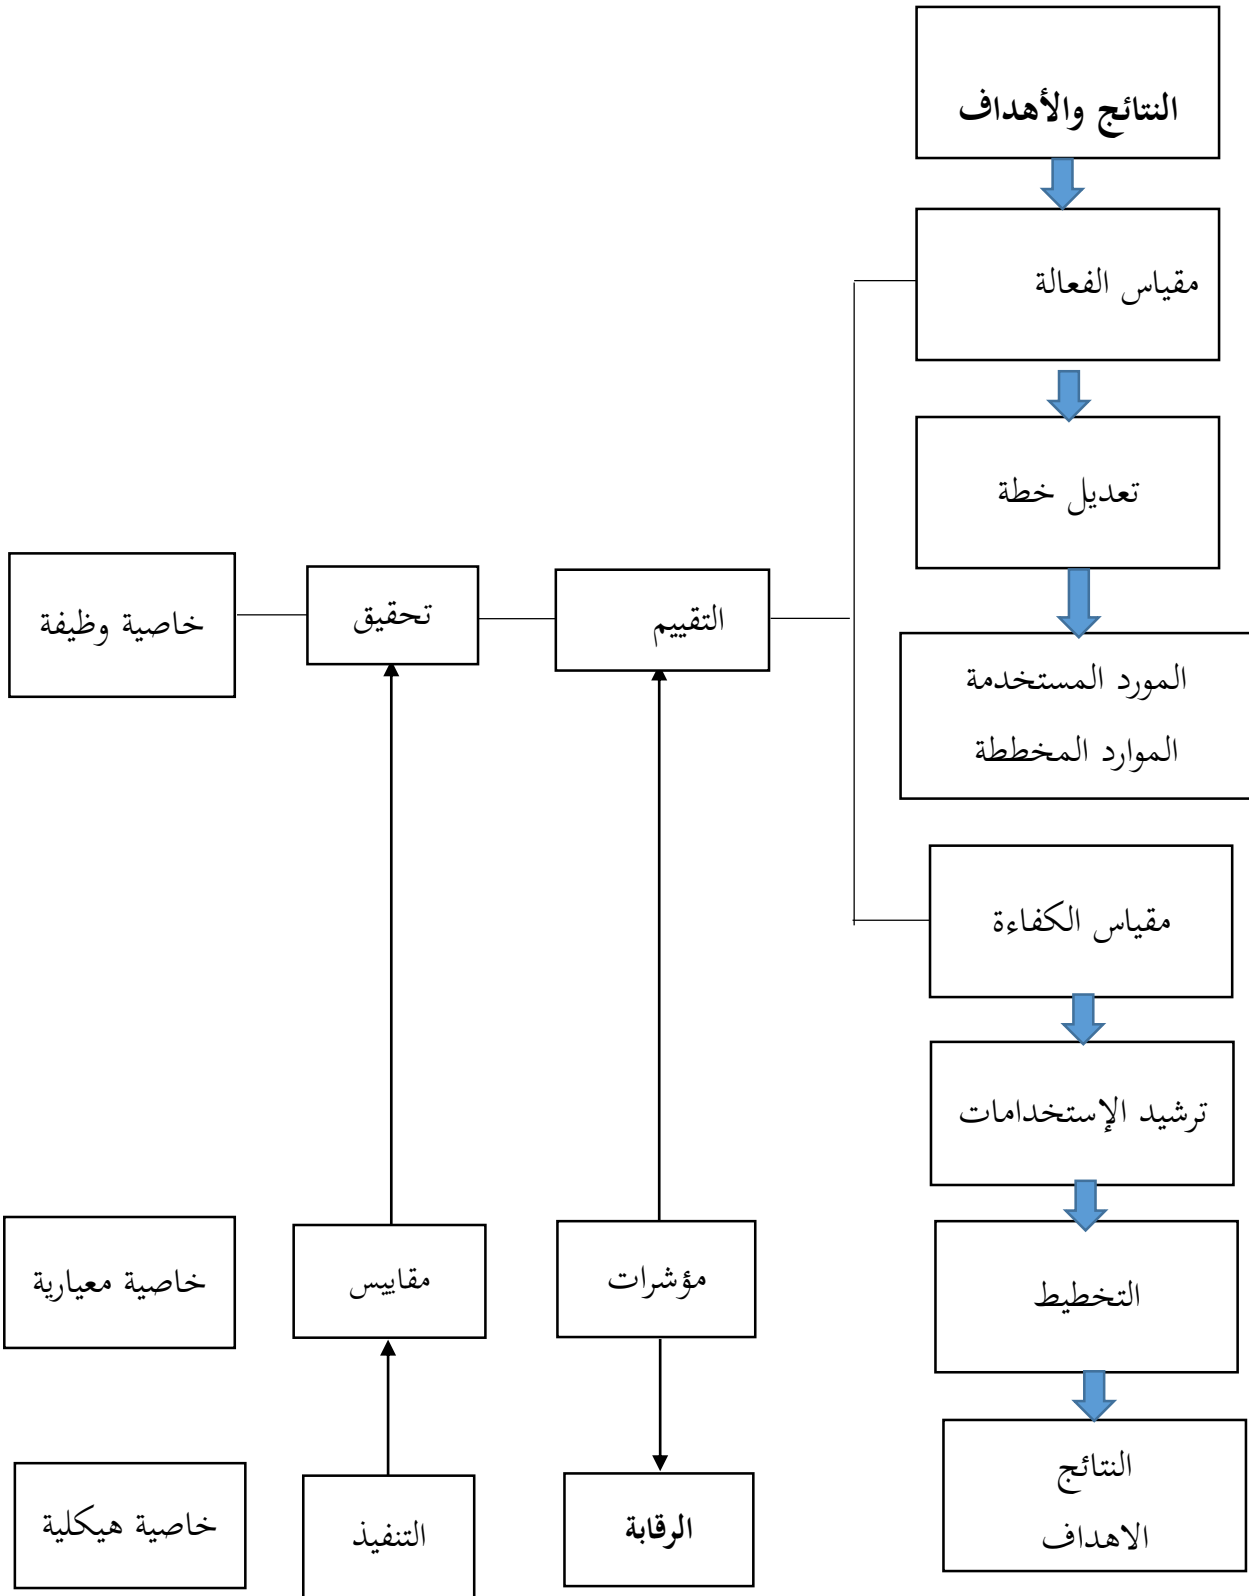 النتائج والأهداف
مقياس الفعالة
تعديل خطة
المورد المستخدمة
الموارد المخططة
التقييم
تحقيق
خاصية وظيفة
مقياس الكفاءة
ترشيد الإستخدامات
التخطيط
مؤشرات
مقاييس
خاصية معيارية
النتائج
الاهداف
الرقابة
التنفيذ
خاصية هيكلية